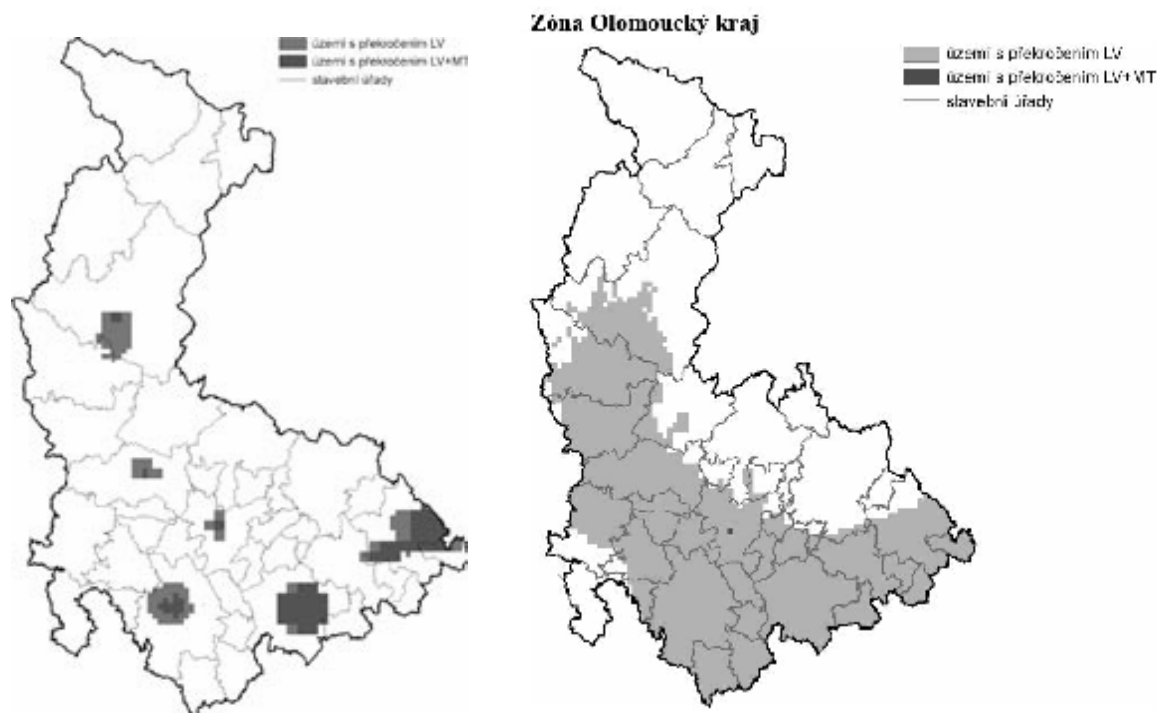 území s překročením LV
území s překročením LV+MT
stavební úřady
Zóna Olomoucký kraj
území s překročením LV
území s překročením LV+MT
stavební úřady